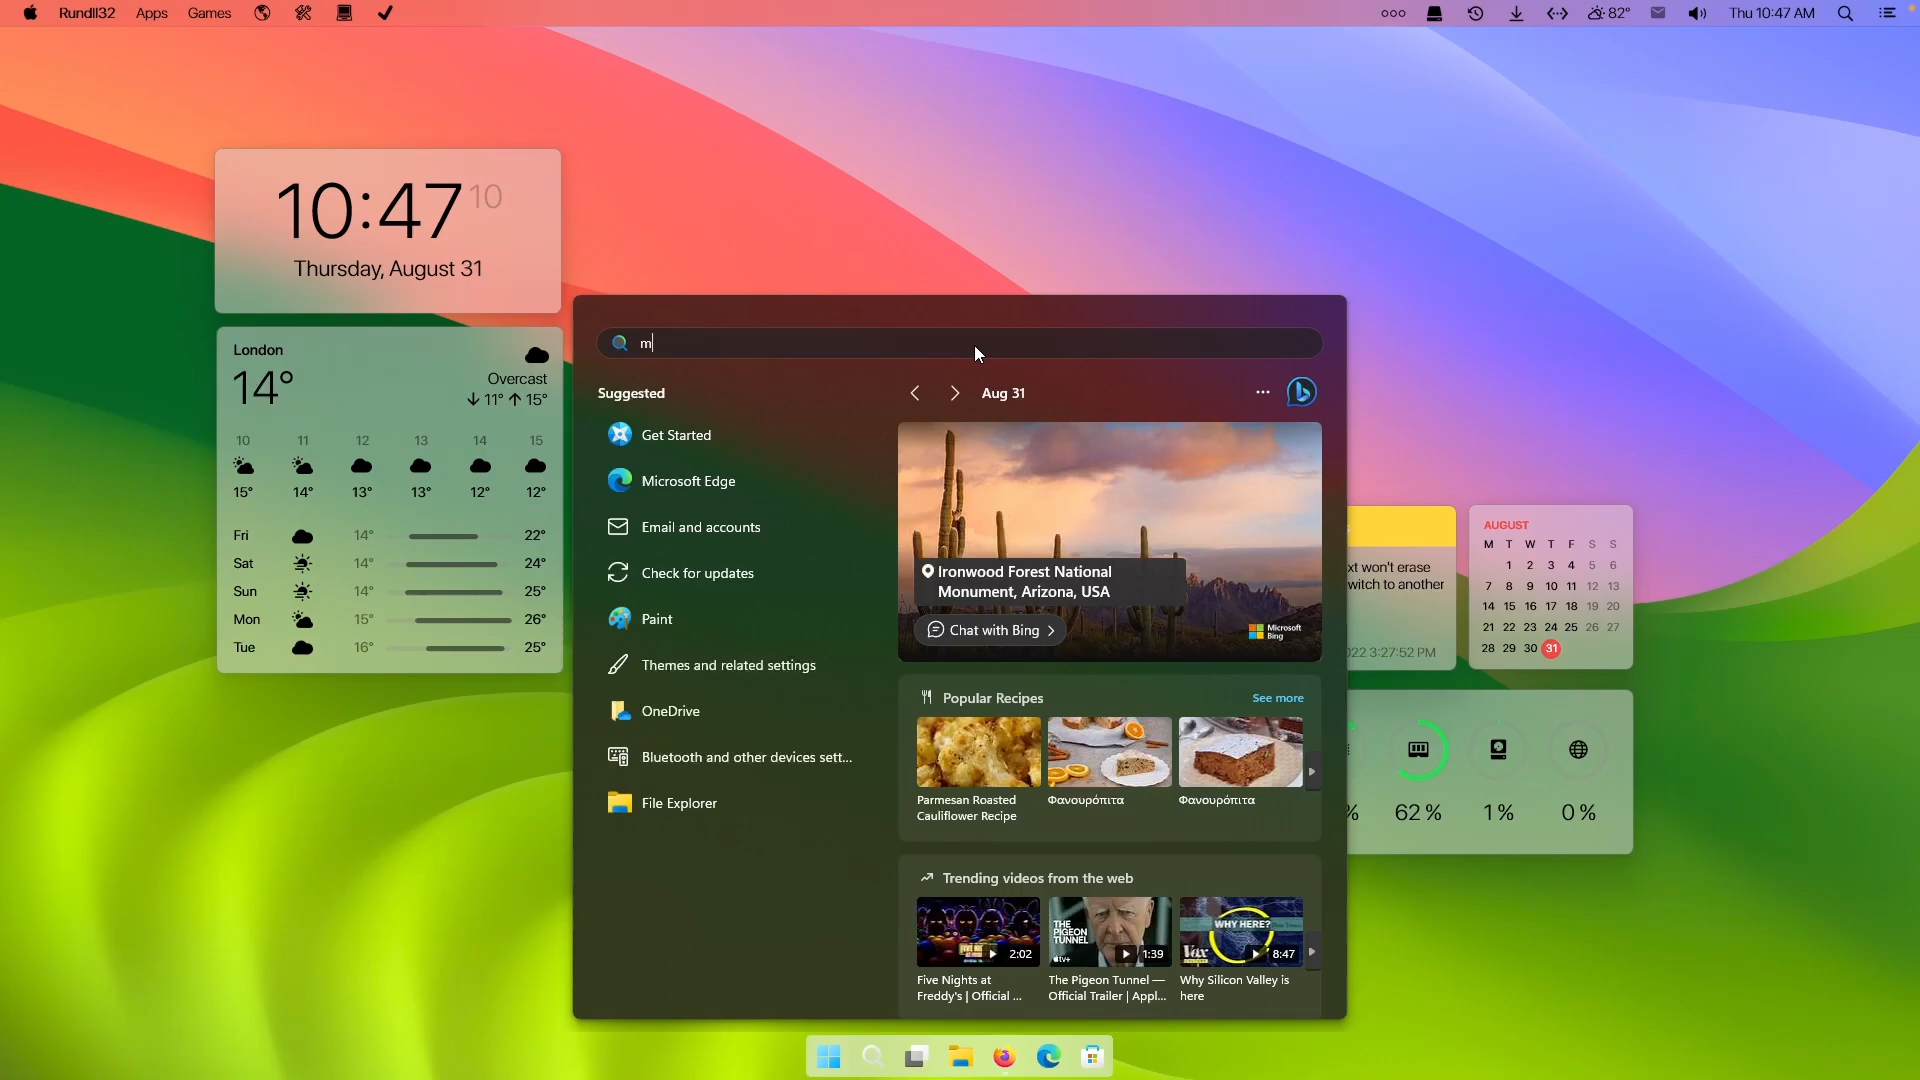 Rundll32 Apps Games
82° Thu 10:47 AM
10:47 10
Thursday, August 31
London
14°
Overcast
11° 15°
10 11 12 13 14 15
15° 14° 13° 13° 12° 12°
Fri 14° 22°
Sat 14° 24°
Sun 14° 25°
Mon 15° 26°
Tue 16° 25°
m
Suggested
Get Started
Microsoft Edge
Email and accounts
Check for updates
Paint
Themes and related settings
OneDrive
Bluetooth and other devices sett...
File Explorer
Aug 31
Ironwood Forest National
Monument, Arizona, USA
Chat with Bing
Microsoft
Bing
Popular Recipes
See more
Parmesan Roasted
Cauliflower Recipe
Φανουρόπιτα
Φανουρόπιτα
Trending videos from the web
2:02
THE
PIGEON
TUNNEL
tv+
1:39
WHY HERE?
Vox
8:47
Five Nights at
Freddy's | Official ...
The Pigeon Tunnel —
Official Trailer | Appl...
Why Silicon Valley is
here
xt won't erase
witch to another
022 3:27:52 PM
AUGUST
M T W T F S S
1 2 3 4 5 6
7 8 9 10 11 12 13
14 15 16 17 18 19 20
21 22 23 24 25 26 27
28 29 30 31
% 62% 1% 0%